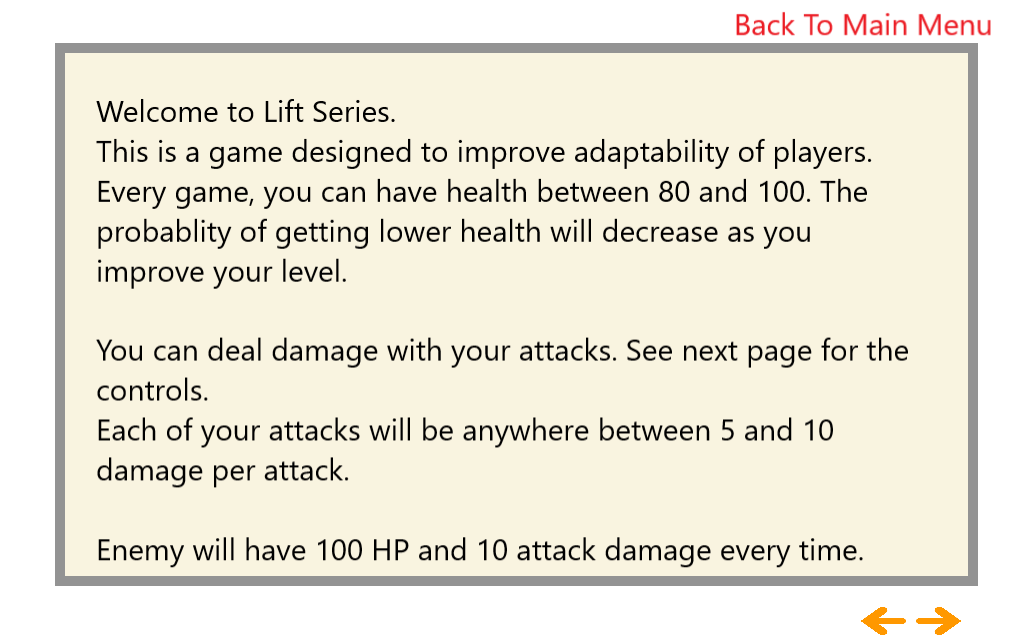 Back To Main Menu
Welcome to Lift Series.
This is a game designed to improve adaptability of players.
Every game, you can have health between 80 and 100. The
probablity of getting lower health will decrease as you
improve your level.
You can deal damage with your attacks. See next page for the
controls.
Each of your attacks will be anywhere between 5 and 10
damage per attack.
Enemy will have 100 HP and 10 attack damage every time.